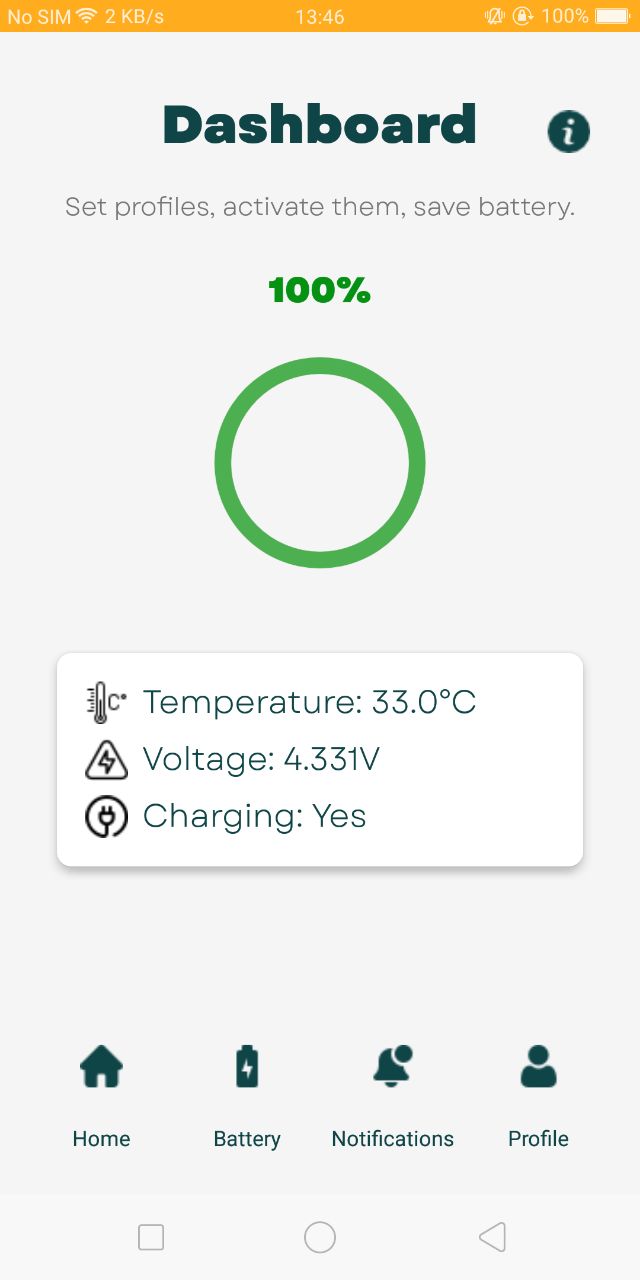 No SIM 2 KB/s 13:46 100%
Dashboard
Set profiles, activate them, save battery.
100%
C° Temperature: 33.0°C
Voltage: 4.331V
Charging: Yes
Home Battery Notifications Profile